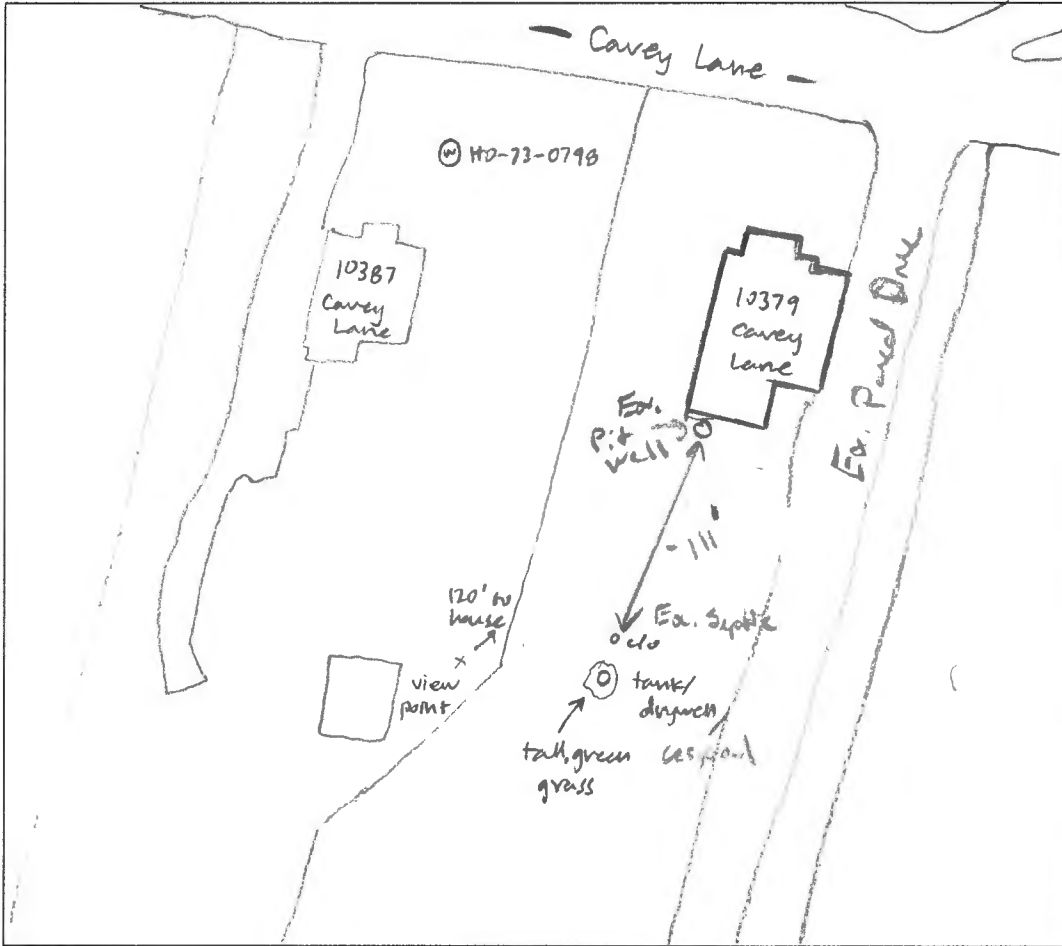 — Cavey Lane —
Ⓦ HO-73-0798
10387
Cavey
Lane
10379
Cavey
Lane
Ex. Paved Drive
Ex.
Pit
well
~111'
120' to
house
Ex. Septic
c/o
view
point
tank/
drywell
tall, green
grass
cesspool